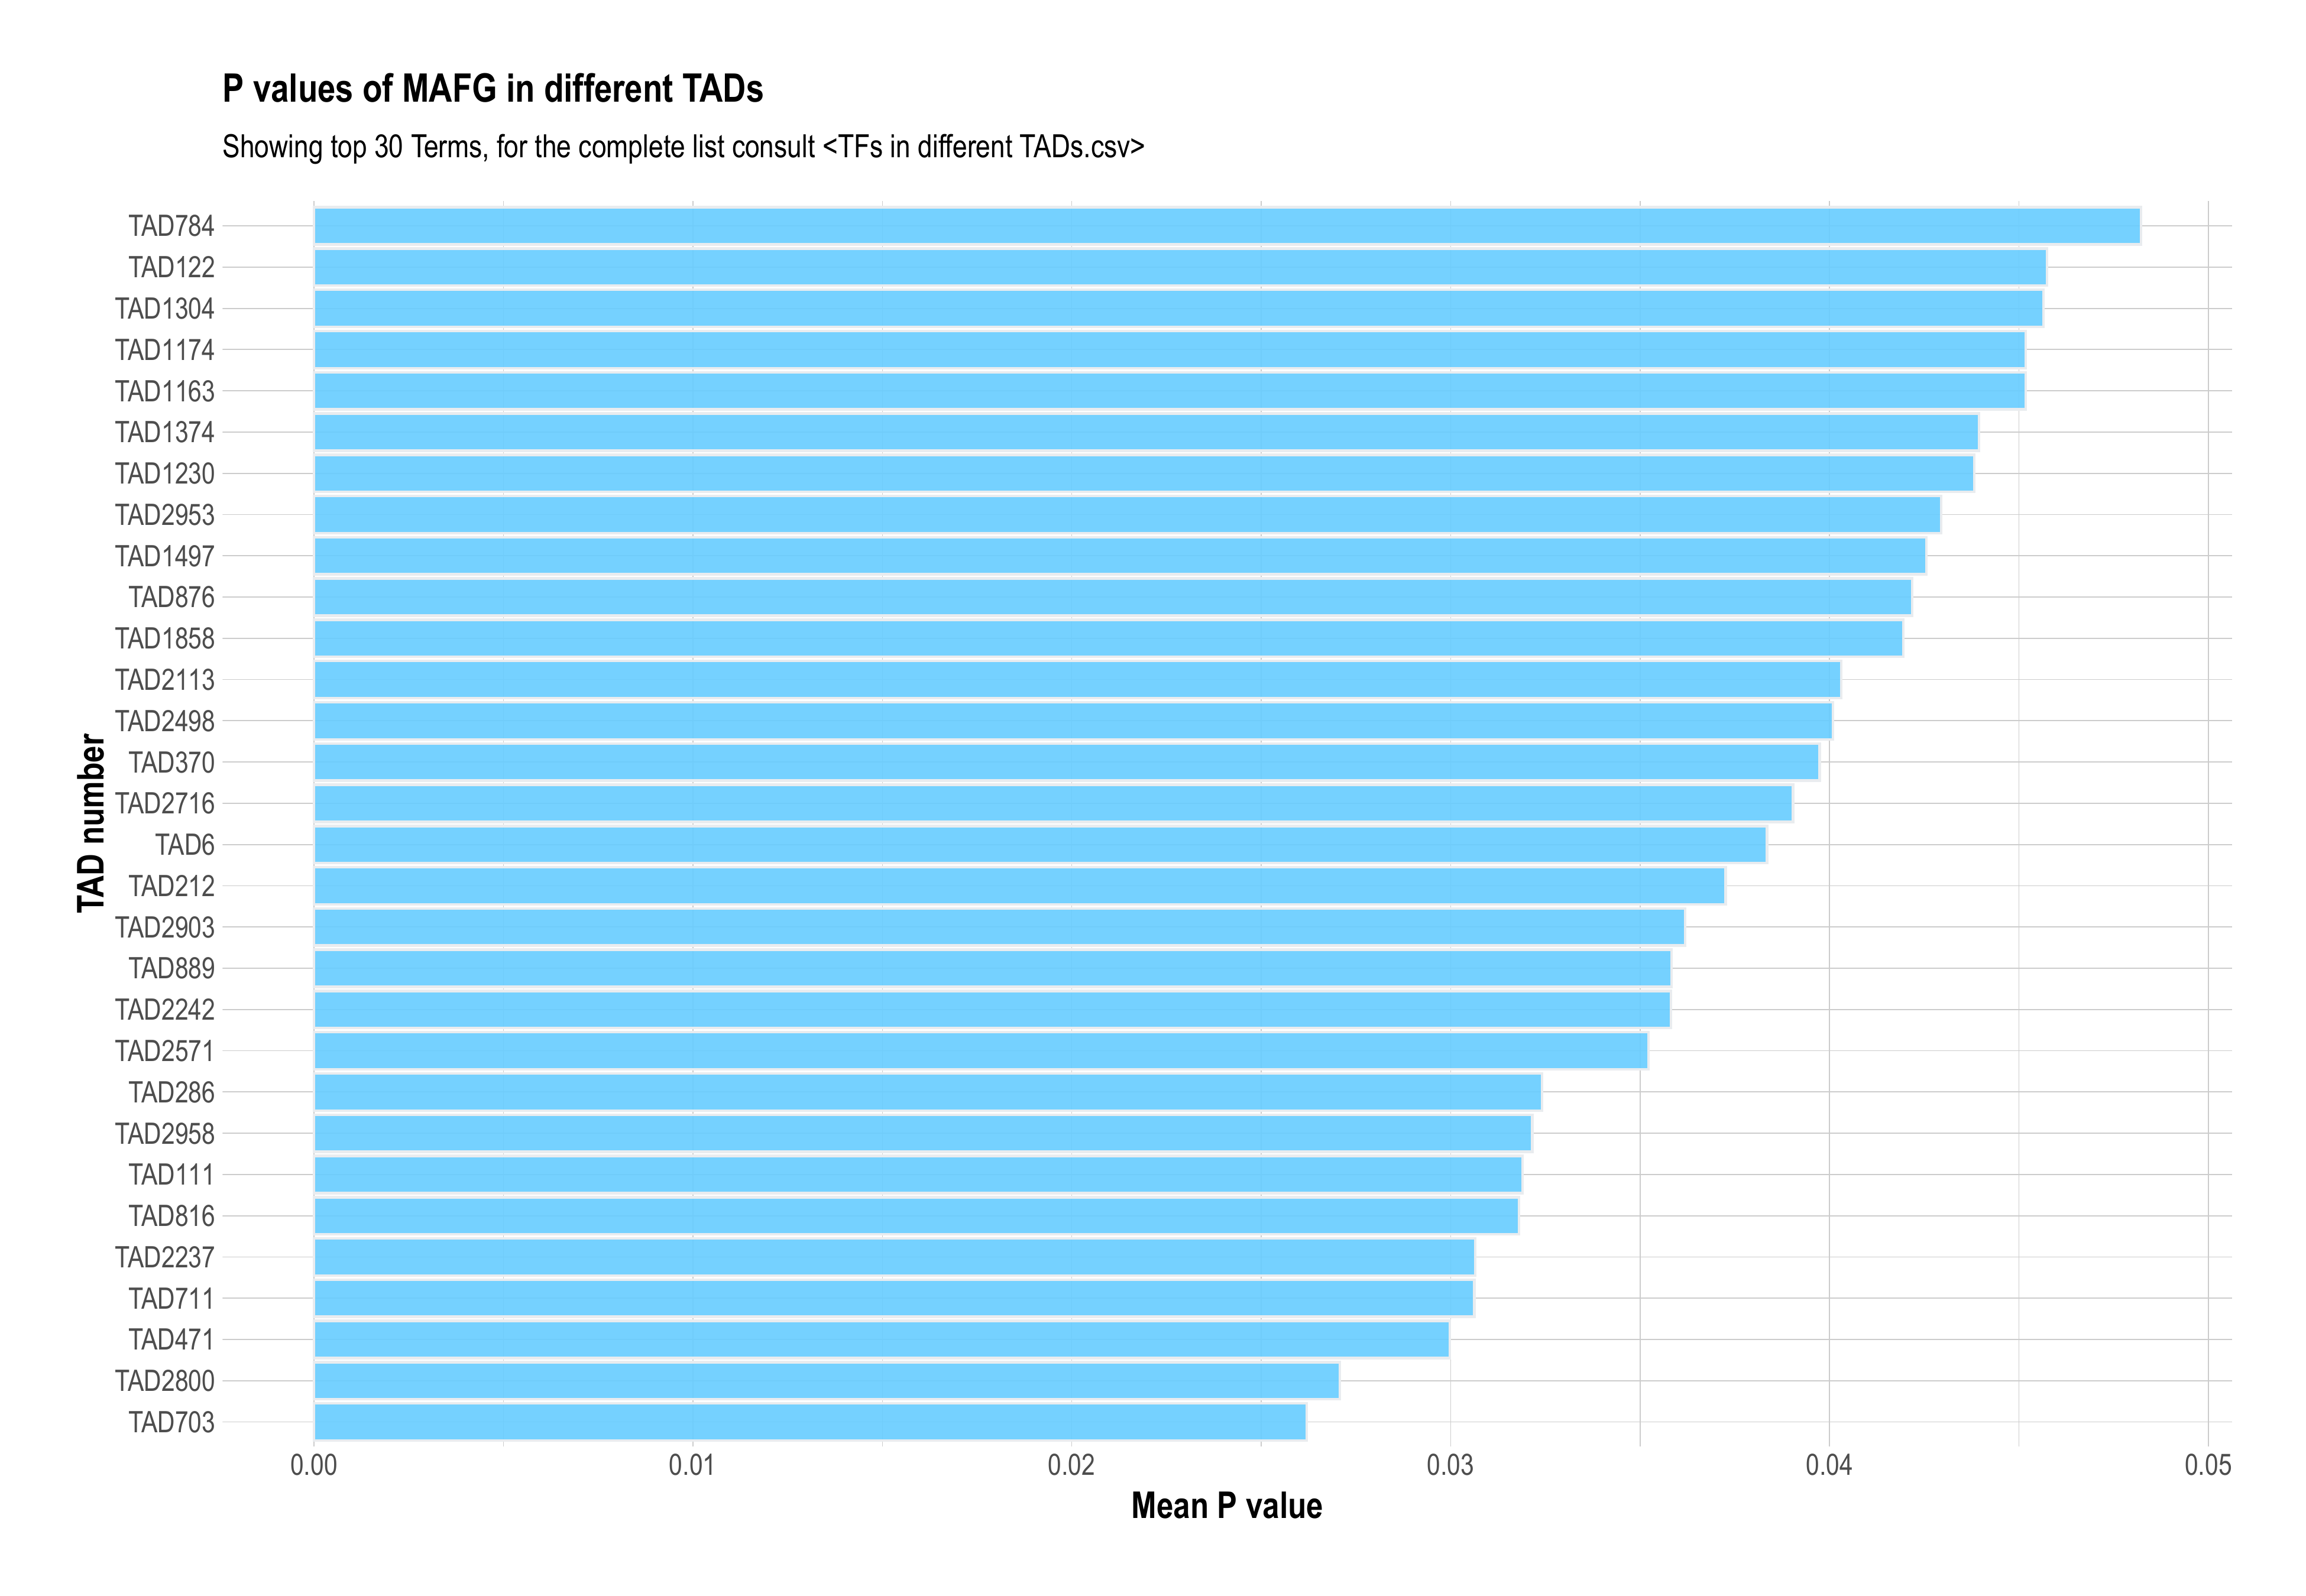 P values of MAFG in different TADs
Showing top 30 Terms, for the complete list consult <TFs in different TADs.csv>
TAD number
TAD784
TAD122
TAD1304
TAD1174
TAD1163
TAD1374
TAD1230
TAD2953
TAD1497
TAD876
TAD1858
TAD2113
TAD2498
TAD370
TAD2716
TAD6
TAD212
TAD2903
TAD889
TAD2242
TAD2571
TAD286
TAD2958
TAD111
TAD816
TAD2237
TAD711
TAD471
TAD2800
TAD703
0.00 0.01 0.02 0.03 0.04 0.05
Mean P value